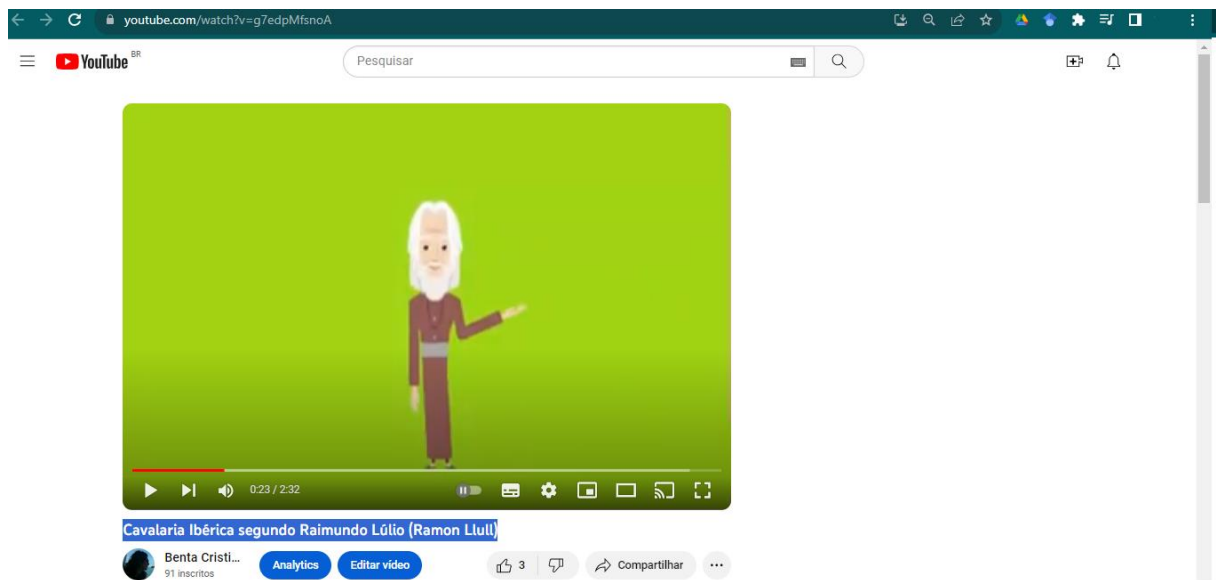 youtube.com/watch?v=g7edpMfsnoA
YouTube BR
Pesquisar
0:23 / 2:32
Cavalaria Ibérica segundo Raimundo Lúlio (Ramon Llull)
Benta Cristi...
91 inscritos
Analytics
Editar vídeo
3
Compartilhar